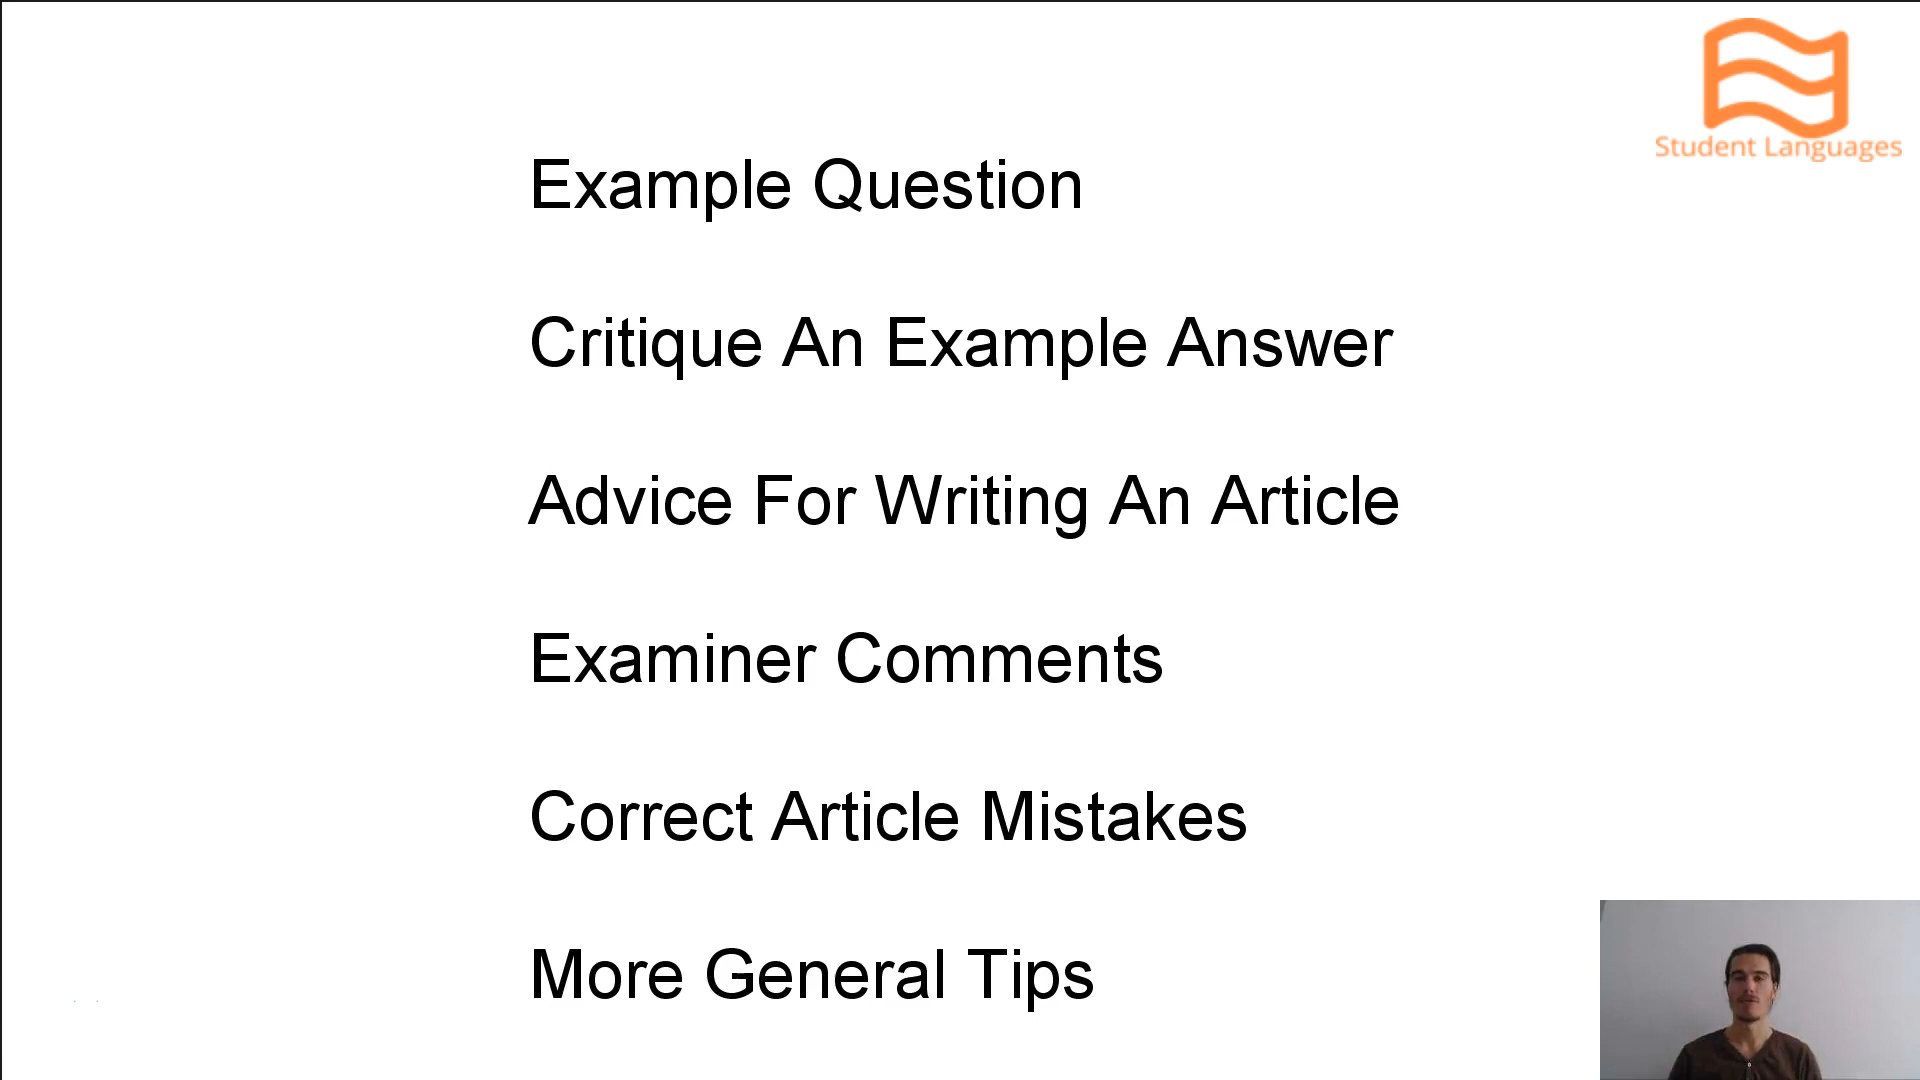 Student Languages
Example Question
Critique An Example Answer
Advice For Writing An Article
Examiner Comments
Correct Article Mistakes
More General Tips